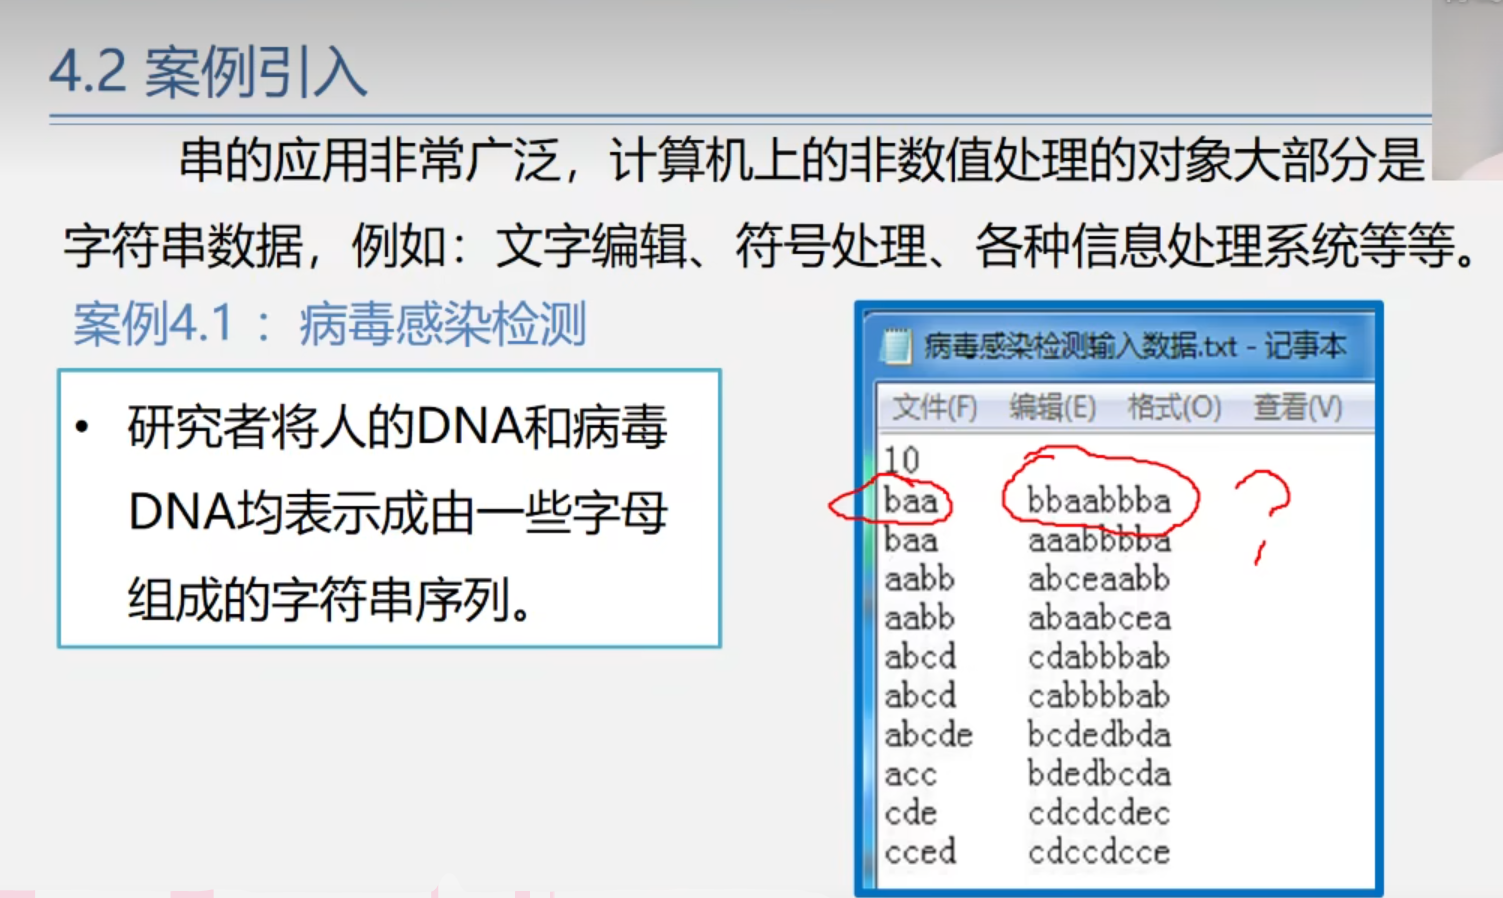 4.2 案例引入
串的应用非常广泛，计算机上的非数值处理的对象大部分是
字符串数据，例如：文字编辑、符号处理、各种信息处理系统等等。
案例4.1 ：病毒感染检测
• 研究者将人的DNA和病毒
DNA均表示成由一些字母
组成的字符串序列。
病毒感染检测输入数据.txt - 记事本
文件(F) 编辑(E) 格式(O) 查看(V)
10
baa bbaabbba
baa aaabbbba
aabb abceaabb
aabb abaabcea
abcd cdabbbab
abcd cabbbbab
abcde bcdedbda
acc bdedbcda
cde cdcdcdec
cced cdccdcce
?